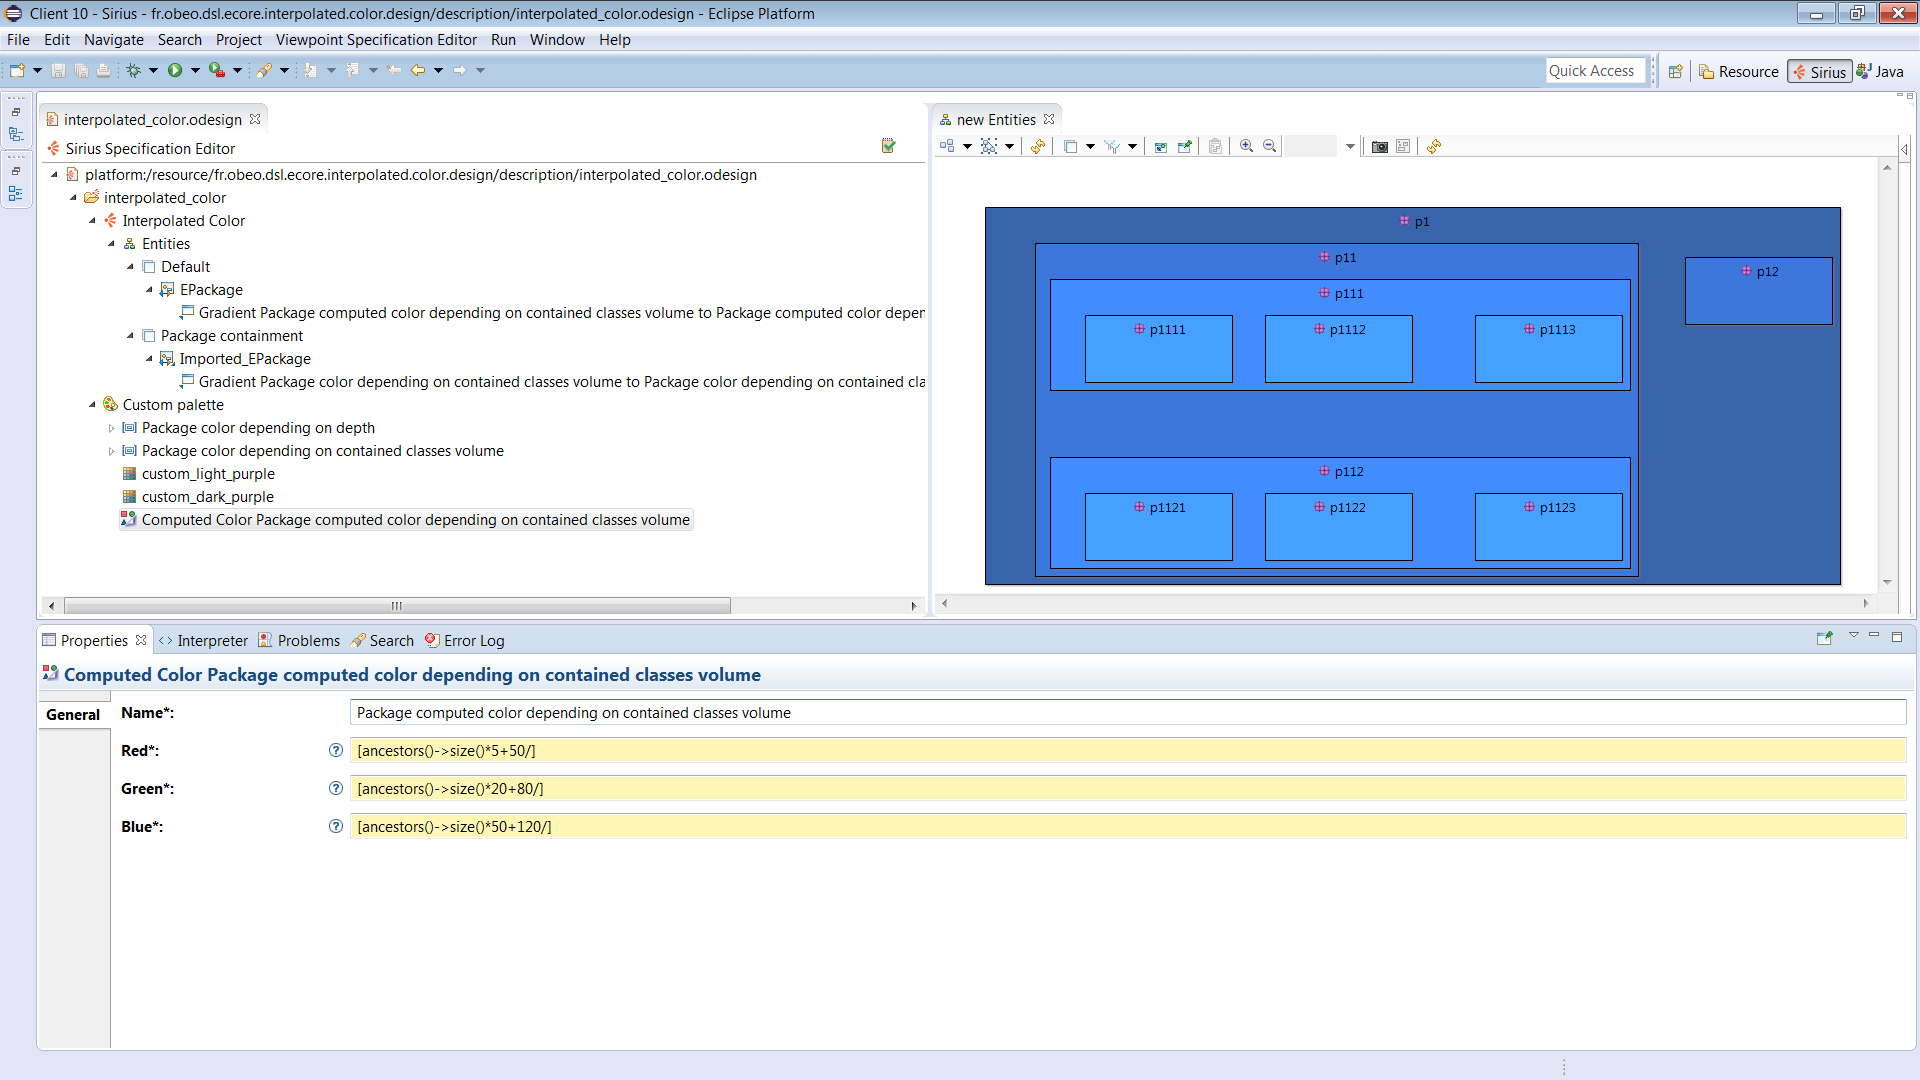 Client 10 - Sirius - fr.obeo.dsl.ecore.interpolated.color.design/description/interpolated_color.odesign - Eclipse Platform
File Edit Navigate Search Project Viewpoint Specification Editor Run Window Help
Quick Access Resource Sirius Java
interpolated_color.odesign
Sirius Specification Editor
platform:/resource/fr.obeo.dsl.ecore.interpolated.color.design/description/interpolated_color.odesign
interpolated_color
Interpolated Color
Entities
Default
EPackage
Gradient Package computed color depending on contained classes volume to Package computed color depen
Package containment
Imported_EPackage
Gradient Package color depending on contained classes volume to Package color depending on contained cla
Custom palette
Package color depending on depth
Package color depending on contained classes volume
custom_light_purple
custom_dark_purple
Computed Color Package computed color depending on contained classes volume
new Entities
p1
p11
p12
p111
p1111 p1112 p1113
p112
p1121 p1122 p1123
Properties Interpreter Problems Search Error Log
Computed Color Package computed color depending on contained classes volume
General
Name*: Package computed color depending on contained classes volume
Red*: [ancestors()->size()*5+50/]
Green*: [ancestors()->size()*20+80/]
Blue*: [ancestors()->size()*50+120/]